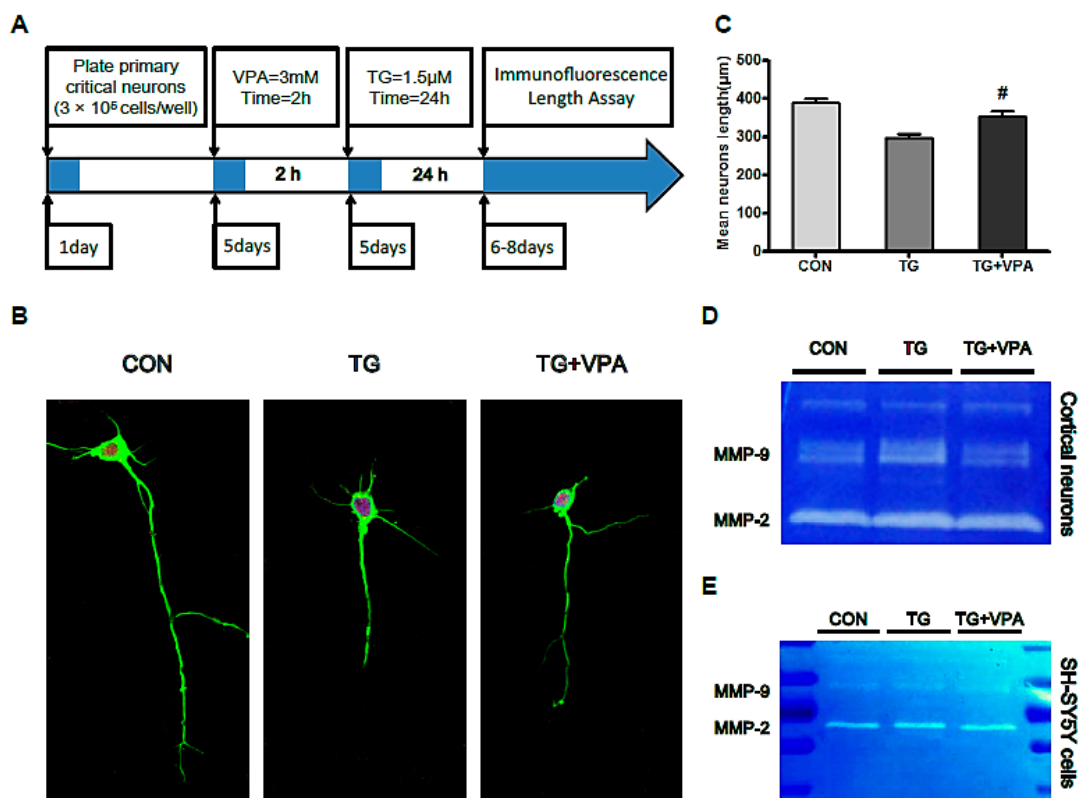 A
Plate primary
critical neurons
(3 × 10⁵ cells/well)
VPA=3mM
Time=2h
TG=1.5μM
Time=24h
Immunofluorescence
Length Assay
2 h
24 h
1day
5days
5days
6-8days
C
Mean neurons length(μm)
500
400
300
200
100
0
#
CON
TG
TG+VPA
B
CON
TG
TG+VPA
D
CON
TG
TG+VPA
MMP-9
MMP-2
Cortical neurons
E
CON
TG
TG+VPA
MMP-9
MMP-2
SH-SY5Y cells